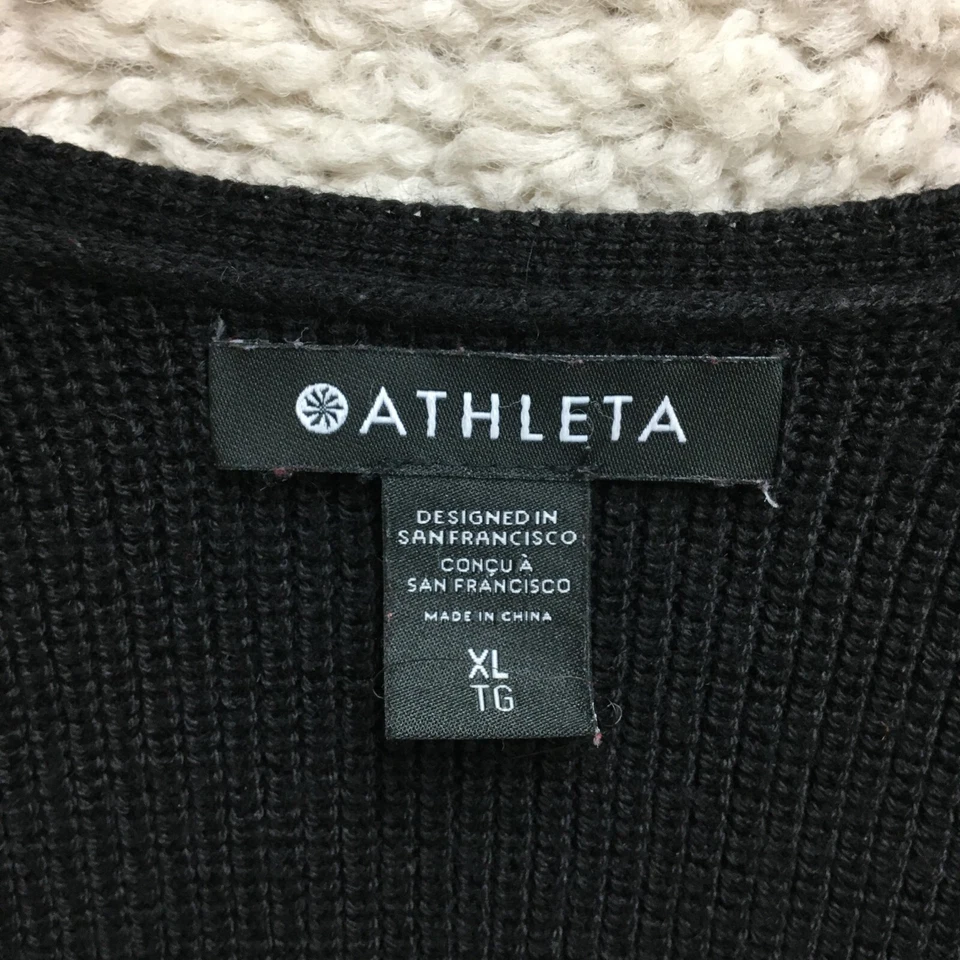 ATHLETA
DESIGNED IN
SAN FRANCISCO
CONÇU À
SAN FRANCISCO
MADE IN CHINA
XL
TG